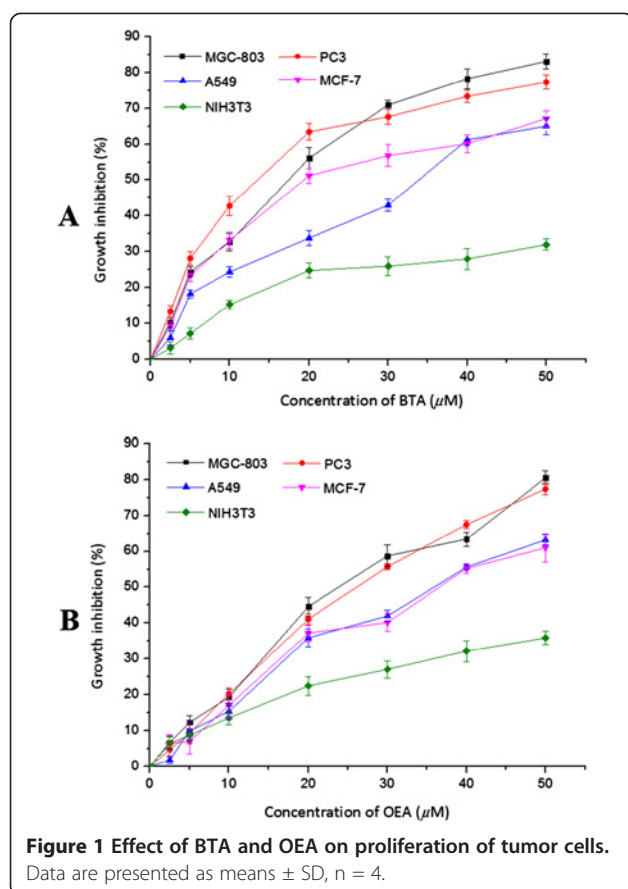 A
MGC-803
PC3
A549
MCF-7
NIH3T3
Growth inhibition (%)
90
80
70
60
50
40
30
20
10
0
0
10
20
30
40
50
Concentration of BTA (μM)
B
MGC-803
PC3
A549
MCF-7
NIH3T3
Growth inhibition (%)
90
80
70
60
50
40
30
20
10
0
0
10
20
30
40
50
Concentration of OEA (μM)
Figure 1 Effect of BTA and OEA on proliferation of tumor cells.
Data are presented as means ± SD, n = 4.